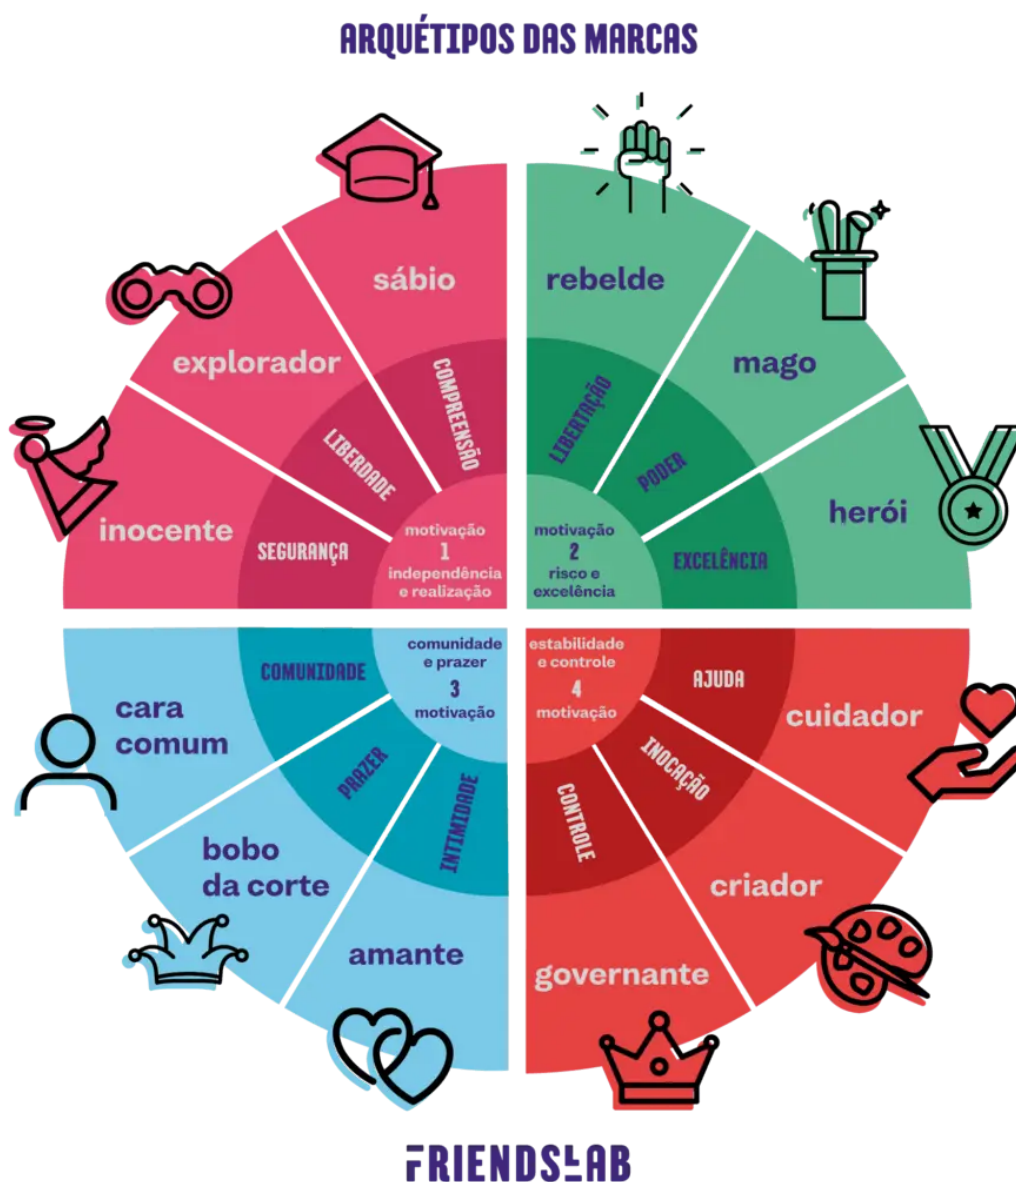 ARQUÉTIPOS DAS MARCAS
sábio
explorador
inocente
COMPREENSÃO
LIBERDADE
SEGURANÇA
motivação
1
independência
e realização
rebelde
mago
herói
LIBERTAÇÃO
PODER
EXCELÊNCIA
motivação
2
risco e
excelência
comunidade
e prazer
3
motivação
COMUNIDADE
PRAZER
INTIMIDADE
cara
comum
bobo
da corte
amante
estabilidade
e controle
4
motivação
AJUDA
INOCAÇÃO
CONTROLE
cuidador
criador
governante
FRIENDSLAB